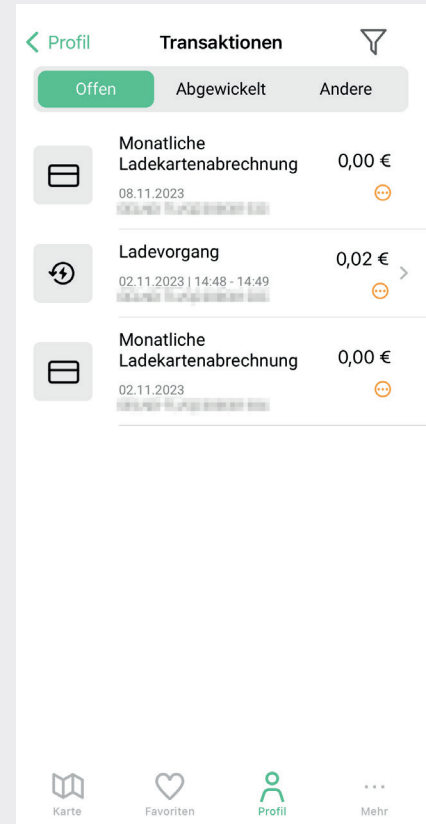 Profil
Transaktionen
Offen
Abgewickelt
Andere
Monatliche
Ladekartenabrechnung
0,00 €
08.11.2023
Ladevorgang
0,02 €
02.11.2023 | 14:48 - 14:49
Monatliche
Ladekartenabrechnung
0,00 €
02.11.2023
Karte
Favoriten
Profil
Mehr